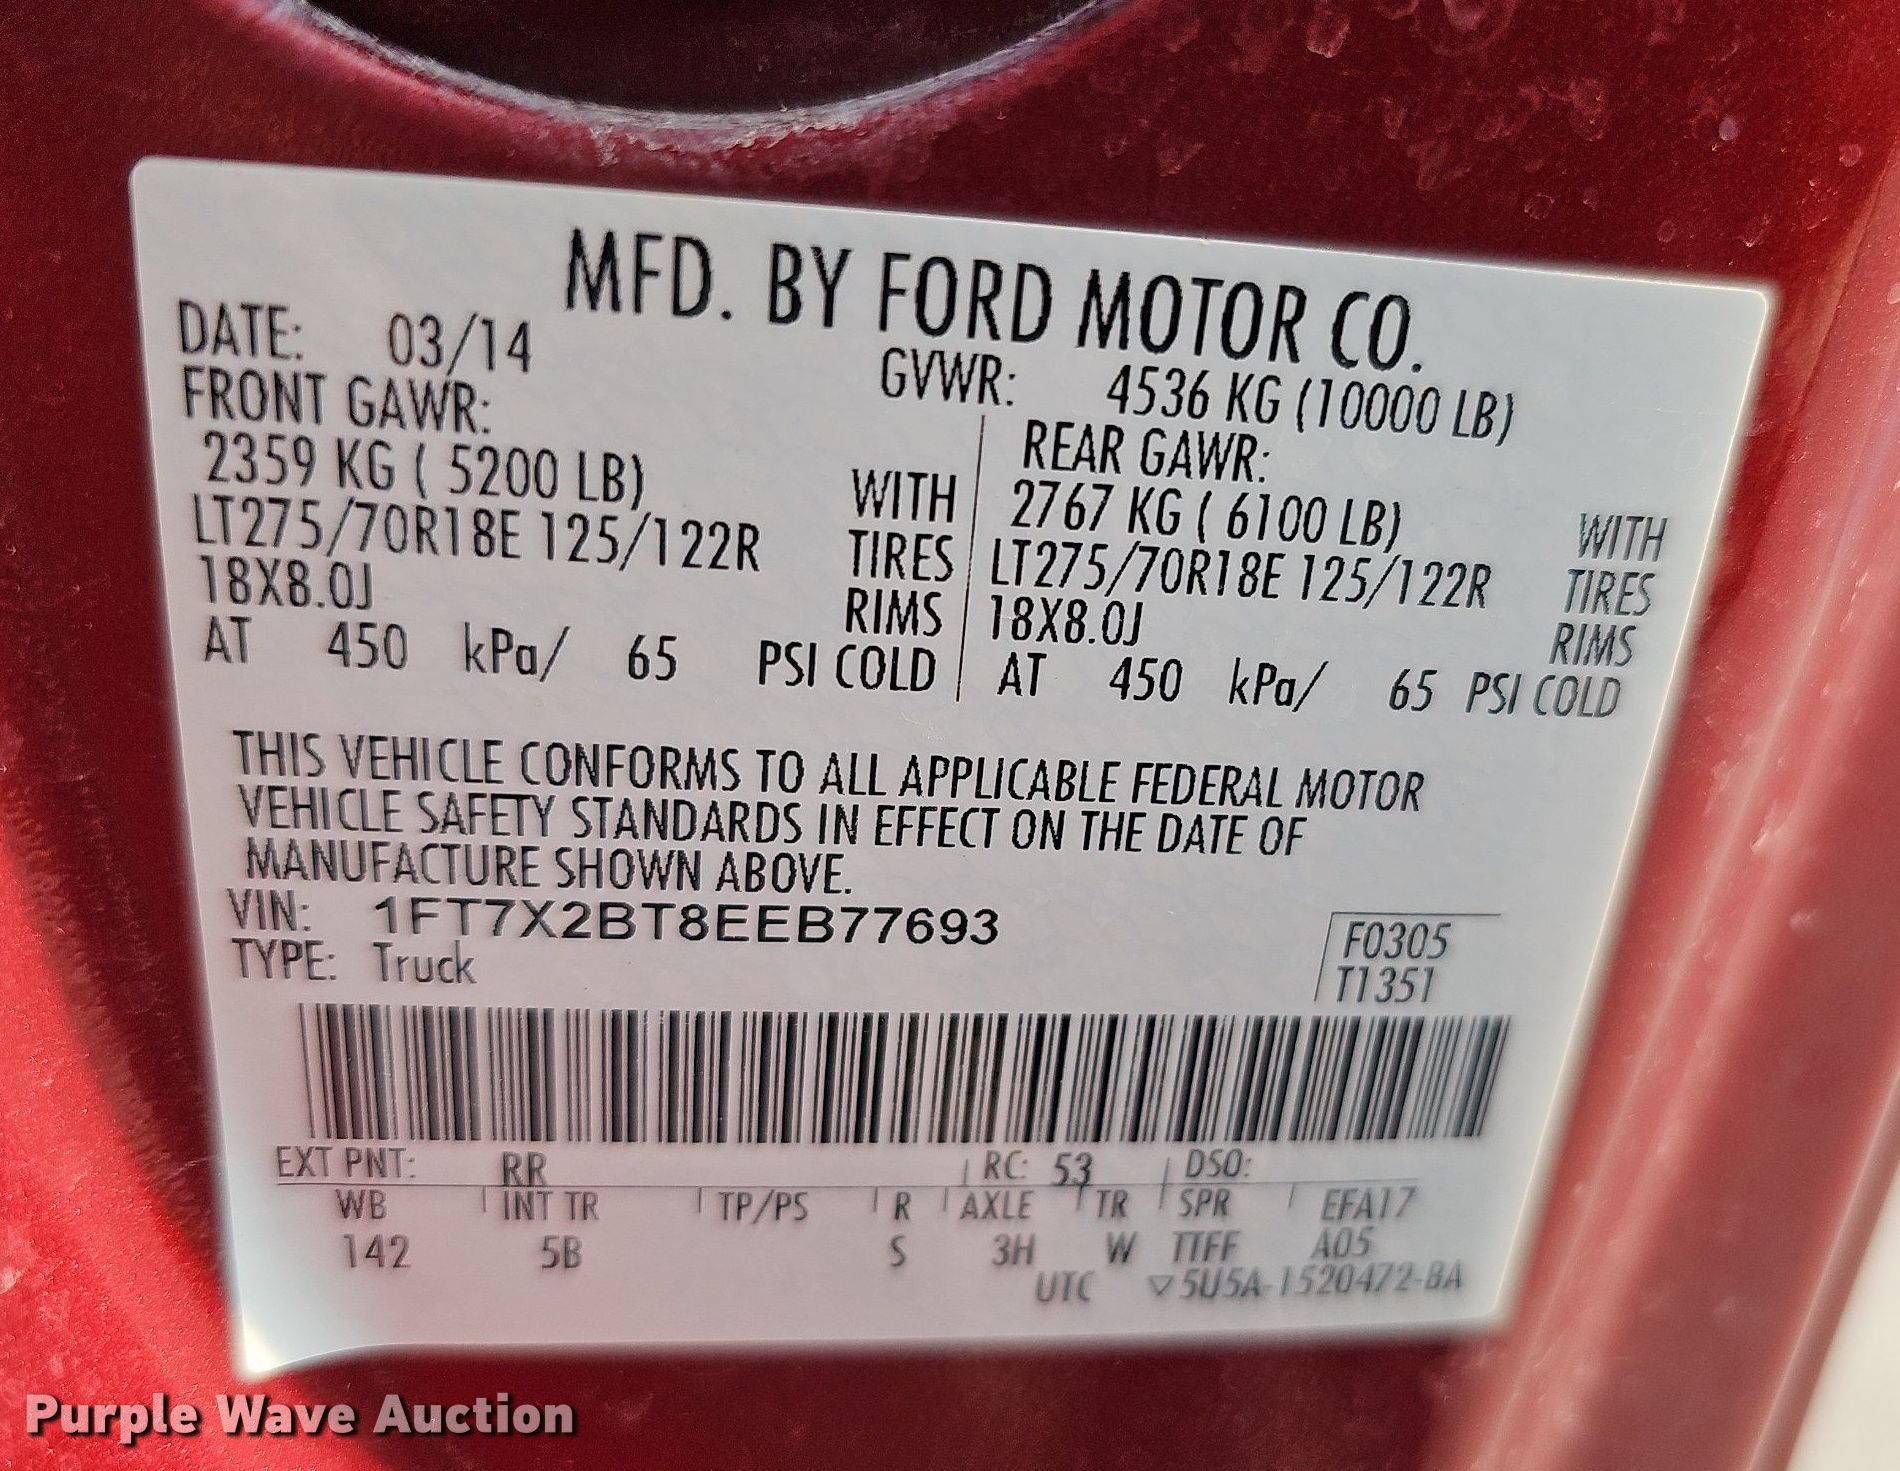 MFD. BY FORD MOTOR CO.
DATE: 03/14 GVWR: 4536 KG (10000 LB)
FRONT GAWR: REAR GAWR:
2359 KG ( 5200 LB) WITH 2767 KG ( 6100 LB) WITH
LT275/70R18E 125/122R TIRES LT275/70R18E 125/122R TIRES
18X8.0J RIMS 18X8.0J RIMS
AT 450 kPa/ 65 PSI COLD AT 450 kPa/ 65 PSI COLD
THIS VEHICLE CONFORMS TO ALL APPLICABLE FEDERAL MOTOR
VEHICLE SAFETY STANDARDS IN EFFECT ON THE DATE OF
MANUFACTURE SHOWN ABOVE.
VIN: 1FT7X2BT8EEB77693 F0305
TYPE: Truck T1351
EXT PNT: RR RC: 53 DSO:
WB INT TR TP/PS R AXLE TR SPR EFA17
142 5B S 3H W TTFF A05
UTC ▽5U5A-1520472-BA
Purple Wave Auction